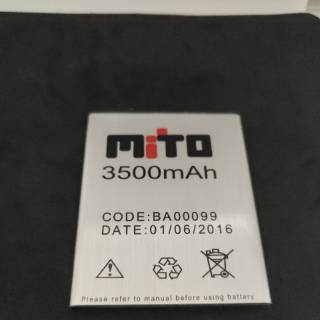 MiTO
3500mAh
CODE:BA00099
DATE:01/06/2016
Please refer to manual before using battery